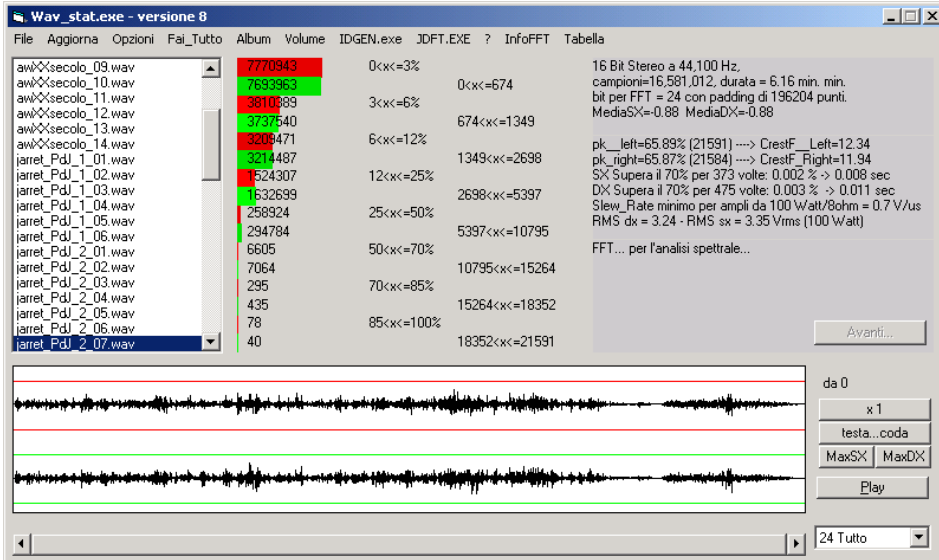 Wav_stat.exe - versione 8
File Aggiorna Opzioni Fai_Tutto Album Volume IDGEN.exe JDFT.EXE ? InfoFFT Tabella
awXXsecolo_09.wav
awXXsecolo_10.wav
awXXsecolo_11.wav
awXXsecolo_12.wav
awXXsecolo_13.wav
awXXsecolo_14.wav
jarret_PdJ_1_01.wav
jarret_PdJ_1_02.wav
jarret_PdJ_1_03.wav
jarret_PdJ_1_04.wav
jarret_PdJ_1_05.wav
jarret_PdJ_1_06.wav
jarret_PdJ_2_01.wav
jarret_PdJ_2_02.wav
jarret_PdJ_2_03.wav
jarret_PdJ_2_04.wav
jarret_PdJ_2_05.wav
jarret_PdJ_2_06.wav
jarret_PdJ_2_07.wav
7770943 0<x<=3%
7693963 0<x<=674
3810389 3<x<=6%
3737540 674<x<=1349
3209471 6<x<=12%
3214487 1349<x<=2698
1524307 12<x<=25%
1632699 2698<x<=5397
258924 25<x<=50%
294784 5397<x<=10795
6605 50<x<=70%
7064 10795<x<=15264
295 70<x<=85%
435 15264<x<=18352
78 85<x<=100%
40 18352<x<=21591
16 Bit Stereo a 44,100 Hz,
campioni=16,581,012, durata = 6.16 min. min.
bit per FFT = 24 con padding di 196204 punti.
MediaSX=-0.88 MediaDX=-0.88
pk__left=65.89% (21591) ----> CrestF__Left=12.34
pk_right=65.87% (21584) ----> CrestF_Right=11.94
SX Supera il 70% per 373 volte: 0.002 % -> 0.008 sec
DX Supera il 70% per 475 volte: 0.003 % -> 0.011 sec
Slew_Rate minimo per ampli da 100 Watt/8ohm = 0.7 V/us
RMS dx = 3.24 - RMS sx = 3.35 Vrms (100 Watt)
FFT... per l'analisi spettrale...
Avanti...
da 0
x 1
testa...coda
MaxSX MaxDX
Play
24 Tutto